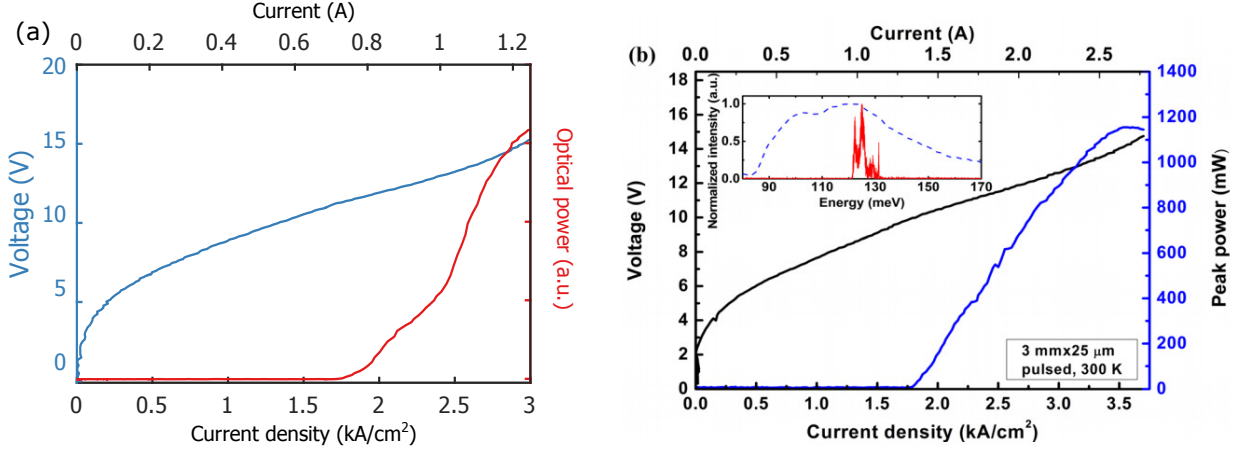 (a)
Current (A)
0 0.2 0.4 0.6 0.8 1 1.2
20
15
10
5
0
Voltage (V)
Optical power (a.u.)
0 0.5 1 1.5 2 2.5 3
Current density (kA/cm²)
(b)
Current (A)
0.0 0.5 1.0 1.5 2.0 2.5
18
16
14
12
10
8
6
4
2
0
Voltage (V)
1400
1200
1000
800
600
400
200
0
Peak power (mW)
Normalized intensity (a.u.)
1.0
0.5
0.0
90 110 130 150 170
Energy (meV)
3 mmx25 μm
pulsed, 300 K
0.0 0.5 1.0 1.5 2.0 2.5 3.0 3.5
Current density (kA/cm²)